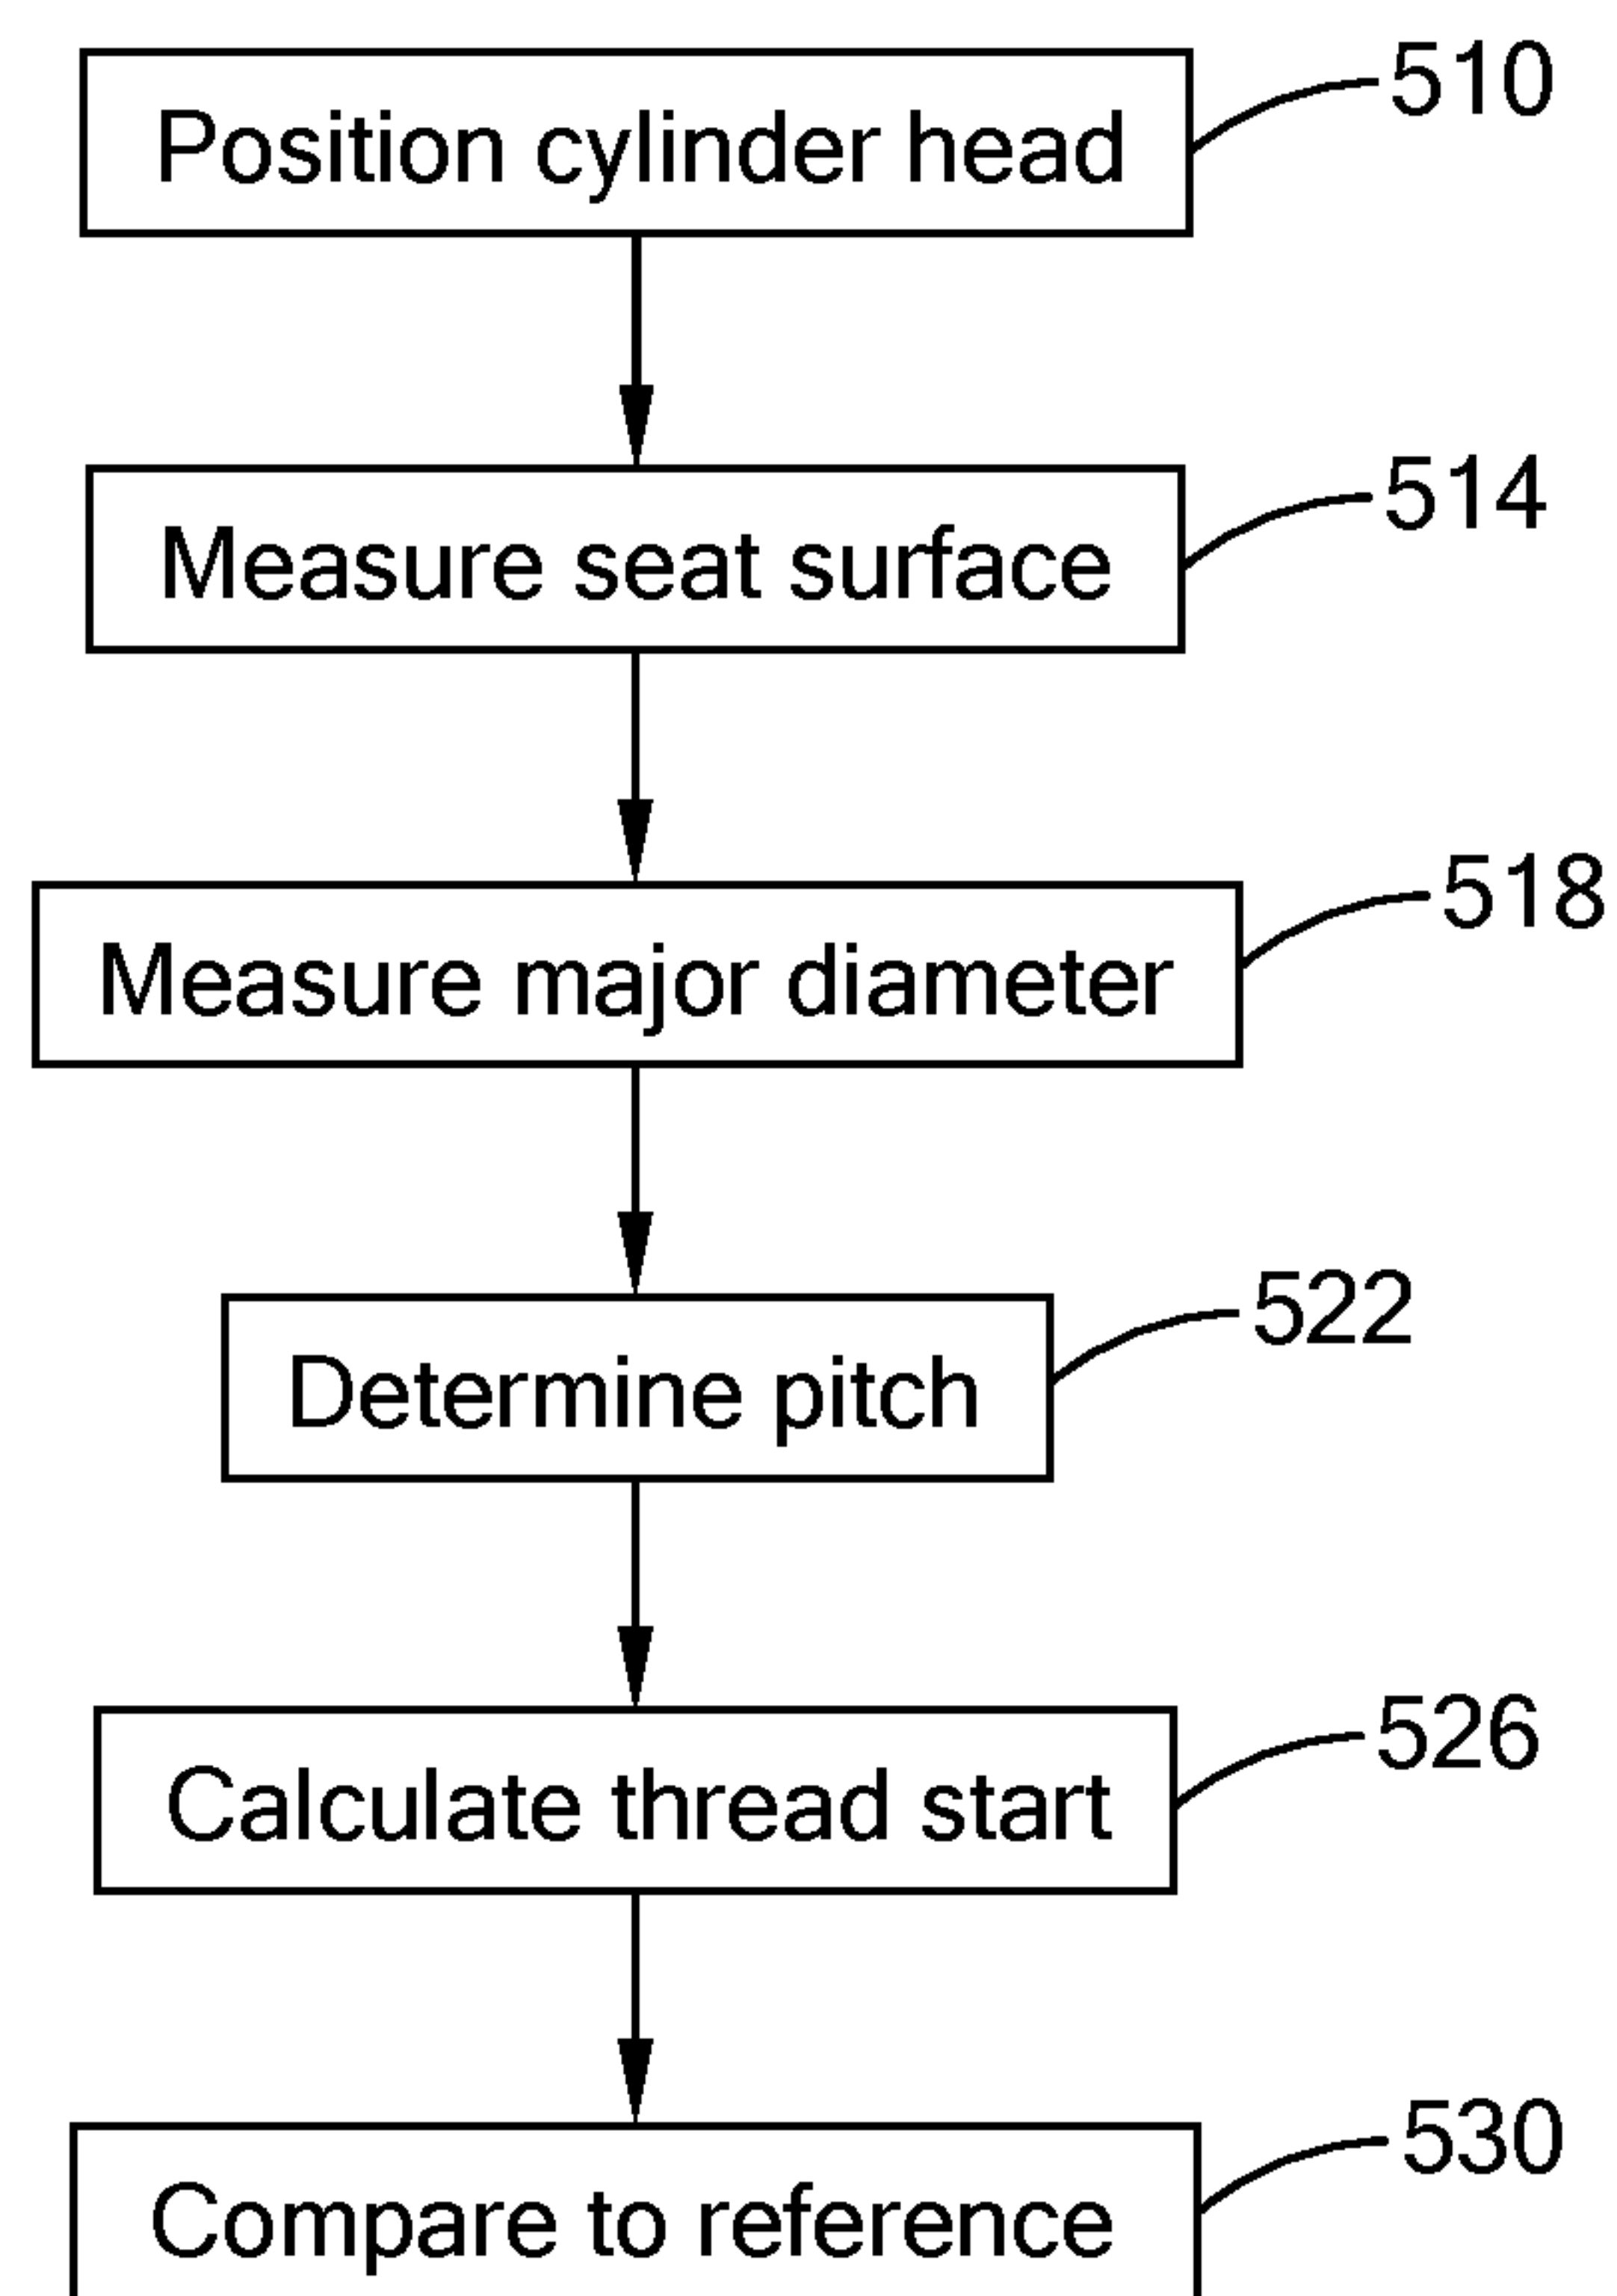 Position cylinder head
510
Measure seat surface
514
Measure major diameter
518
Determine pitch
522
Calculate thread start
526
Compare to reference
530